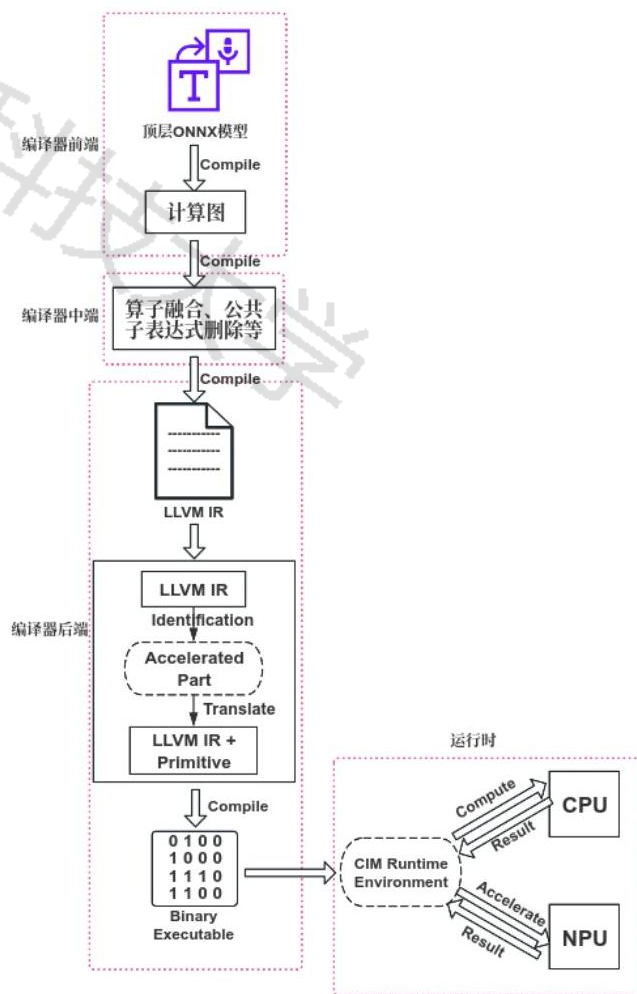 T
顶层ONNX模型
编译器前端
Compile
计算图
Compile
算子融合、公共
子表达式删除等
编译器中端
Compile
LLVM IR
LLVM IR
Identification
编译器后端
Accelerated
Part
Translate
LLVM IR +
Primitive
Compile
0 1 0 0
1 0 0 0
1 1 1 0
1 1 0 0
Binary
Executable
运行时
CIM Runtime
Environment
Compute
Result
CPU
Accelerate
Result
NPU
科技大学